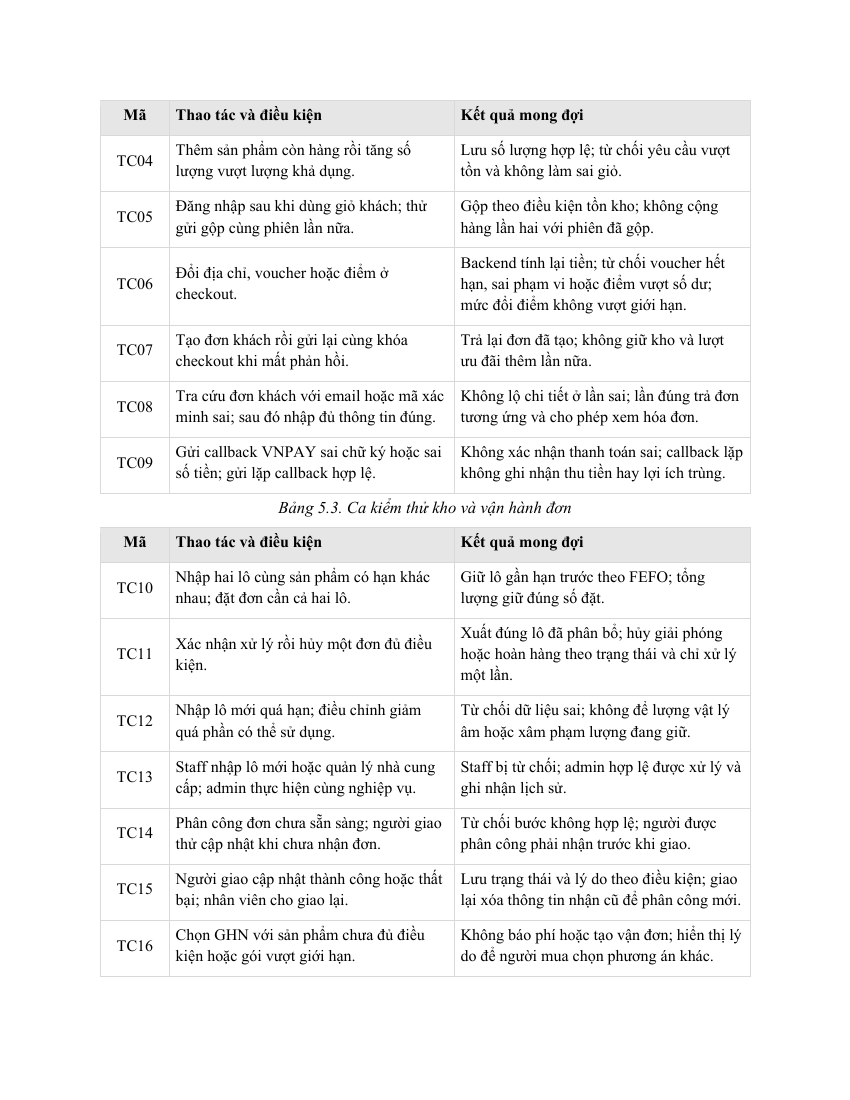 Mã Thao tác và điều kiện Kết quả mong đợi
TC04
Thêm sản phẩm còn hàng rồi tăng số
lượng vượt lượng khả dụng.
Lưu số lượng hợp lệ; từ chối yêu cầu vượt
tồn và không làm sai giỏ.
TC05
Đăng nhập sau khi dùng giỏ khách; thử
gửi gộp cùng phiên lần nữa.
Gộp theo điều kiện tồn kho; không cộng
hàng lần hai với phiên đã gộp.
TC06
Đổi địa chỉ, voucher hoặc điểm ở
checkout.
Backend tính lại tiền; từ chối voucher hết
hạn, sai phạm vi hoặc điểm vượt số dư;
mức đổi điểm không vượt giới hạn.
TC07
Tạo đơn khách rồi gửi lại cùng khóa
checkout khi mất phản hồi.
Trả lại đơn đã tạo; không giữ kho và lượt
ưu đãi thêm lần nữa.
TC08
Tra cứu đơn khách với email hoặc mã xác
minh sai; sau đó nhập đủ thông tin đúng.
Không lộ chi tiết ở lần sai; lần đúng trả đơn
tương ứng và cho phép xem hóa đơn.
TC09
Gửi callback VNPAY sai chữ ký hoặc sai
số tiền; gửi lặp callback hợp lệ.
Không xác nhận thanh toán sai; callback lặp
không ghi nhận thu tiền hay lợi ích trùng.
Bảng 5.3. Ca kiểm thử kho và vận hành đơn
Mã Thao tác và điều kiện Kết quả mong đợi
TC10
Nhập hai lô cùng sản phẩm có hạn khác
nhau; đặt đơn cần cả hai lô.
Giữ lô gần hạn trước theo FEFO; tổng
lượng giữ đúng số đặt.
TC11
Xác nhận xử lý rồi hủy một đơn đủ điều
kiện.
Xuất đúng lô đã phân bổ; hủy giải phóng
hoặc hoàn hàng theo trạng thái và chỉ xử lý
một lần.
TC12
Nhập lô mới quá hạn; điều chỉnh giảm
quá phần có thể sử dụng.
Từ chối dữ liệu sai; không để lượng vật lý
âm hoặc xâm phạm lượng đang giữ.
TC13
Staff nhập lô mới hoặc quản lý nhà cung
cấp; admin thực hiện cùng nghiệp vụ.
Staff bị từ chối; admin hợp lệ được xử lý và
ghi nhận lịch sử.
TC14
Phân công đơn chưa sẵn sàng; người giao
thử cập nhật khi chưa nhận đơn.
Từ chối bước không hợp lệ; người được
phân công phải nhận trước khi giao.
TC15
Người giao cập nhật thành công hoặc thất
bại; nhân viên cho giao lại.
Lưu trạng thái và lý do theo điều kiện; giao
lại xóa thông tin nhận cũ để phân công mới.
TC16
Chọn GHN với sản phẩm chưa đủ điều
kiện hoặc gói vượt giới hạn.
Không báo phí hoặc tạo vận đơn; hiển thị lý
do để người mua chọn phương án khác.